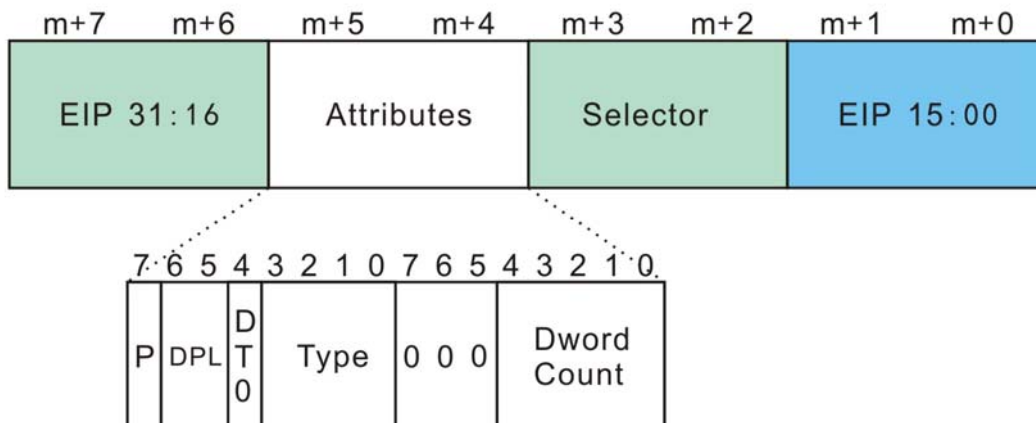 m+7 m+6 m+5 m+4 m+3 m+2 m+1 m+0
EIP 31:16 Attributes Selector EIP 15:00
7 6 5 4 3 2 1 0 7 6 5 4 3 2 1 0
P DPL DT0 Type 0 0 0 Dword
Count